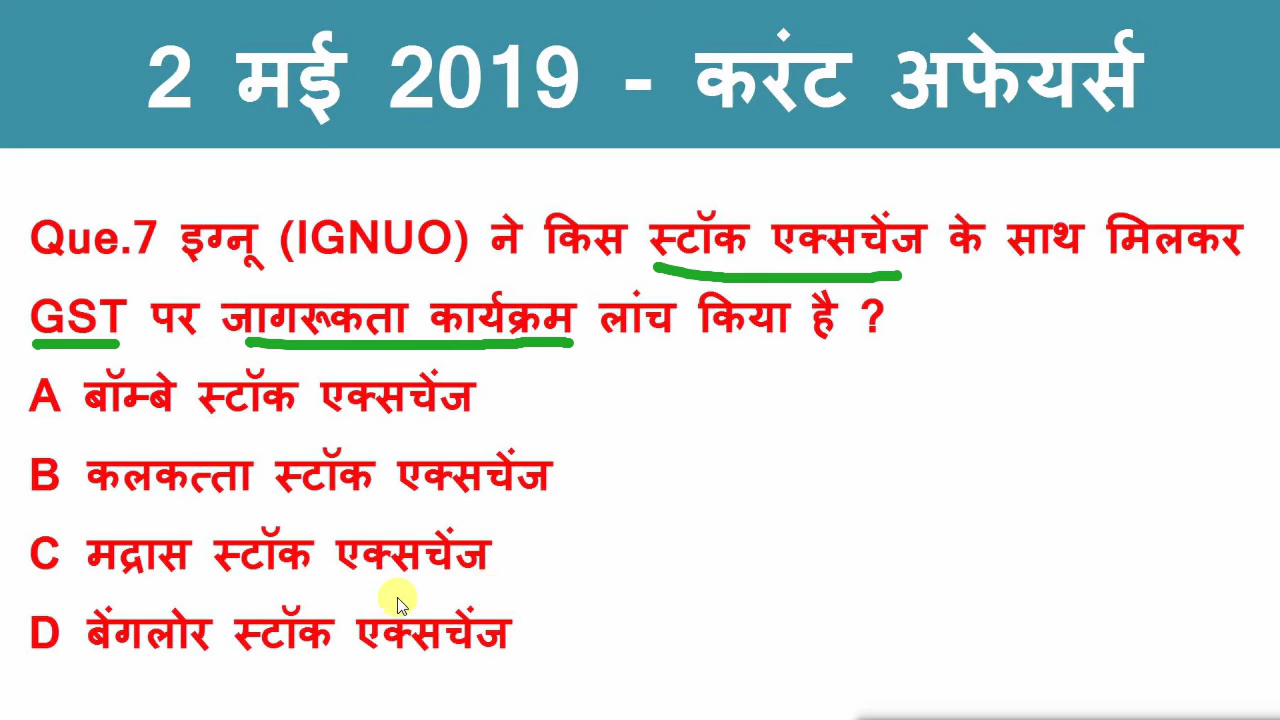 2 मई 2019 - करंट अफेयर्स
Que.7 इग्नू (IGNUO) ने किस स्टॉक एक्सचेंज के साथ मिलकर
GST पर जागरूकता कार्यक्रम लांच किया है ?
A बॉम्बे स्टॉक एक्सचेंज
B कलकत्ता स्टॉक एक्सचेंज
C मद्रास स्टॉक एक्सचेंज
D बेंगलोर स्टॉक एक्सचेंज